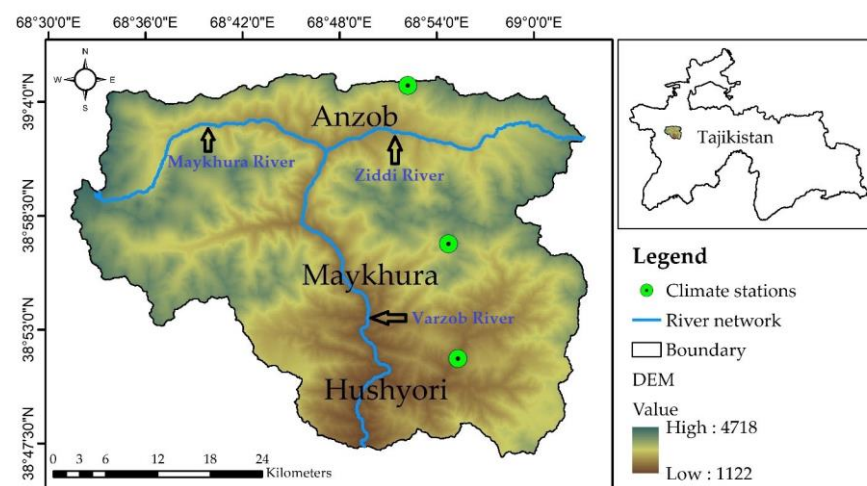 68°30'0"E 68°36'0"E 68°42'0"E 68°48'0"E 68°54'0"E 69°0'0"E
N
W E
S
39°4'0"N
38°58'30"N
38°53'0"N
38°47'30"N
Anzob
Maykhura River
Ziddi River
Maykhura
Varzob River
Hushyori
0 3 6 12 18 24
Kilometers
Tajikistan
Legend
Climate stations
River network
Boundary
DEM
Value
High : 4718
Low : 1122